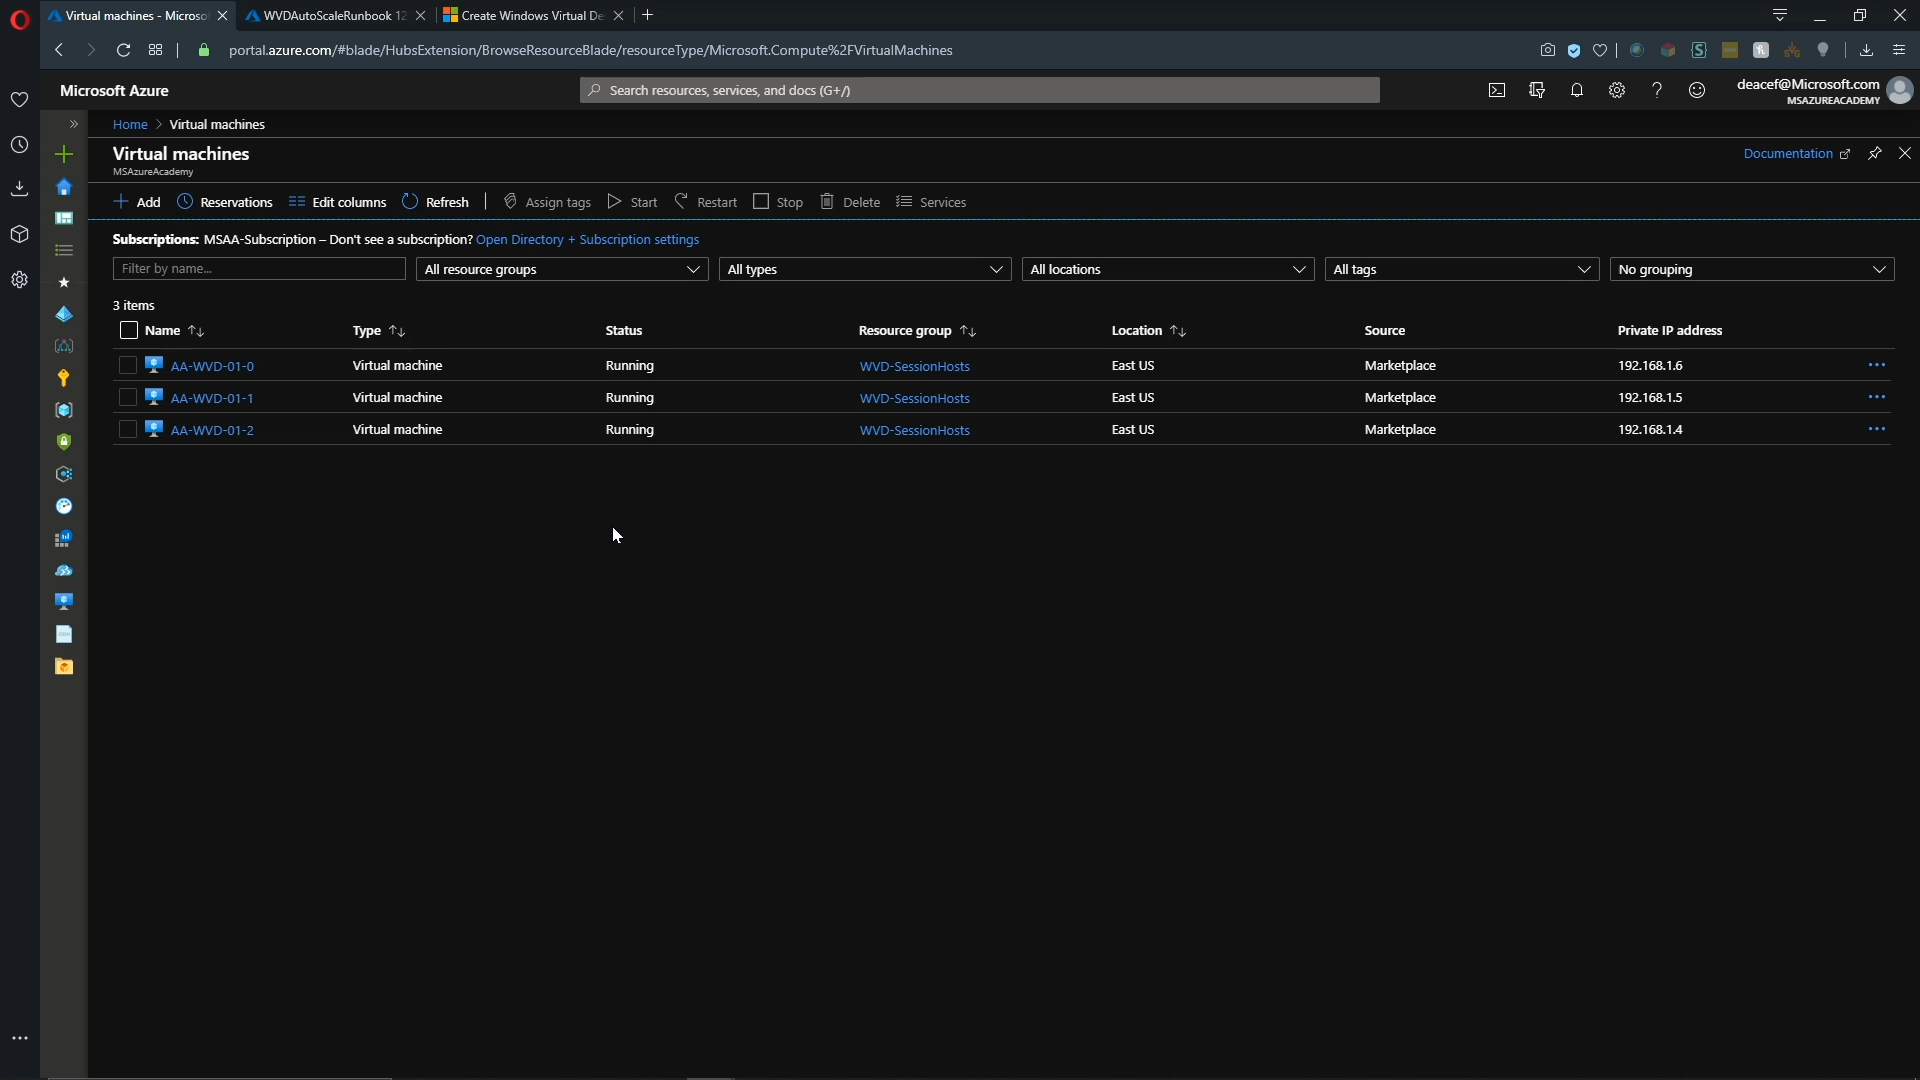 Virtual machines - Microso
WVDAutoScaleRunbook 12
Create Windows Virtual De
portal.azure.com/#blade/HubsExtension/BrowseResourceBlade/resourceType/Microsoft.Compute%2FVirtualMachines
Microsoft Azure
Search resources, services, and docs (G+/)
deacef@Microsoft.com
MSAZUREACADEMY
Home > Virtual machines
Virtual machines
MSAzureAcademy
Documentation
Add Reservations Edit columns Refresh Assign tags Start Restart Stop Delete Services
Subscriptions: MSAA-Subscription – Don't see a subscription? Open Directory + Subscription settings
Filter by name... All resource groups All types All locations All tags No grouping
3 items
Name Type Status Resource group Location Source Private IP address
AA-WVD-01-0 Virtual machine Running WVD-SessionHosts East US Marketplace 192.168.1.6
AA-WVD-01-1 Virtual machine Running WVD-SessionHosts East US Marketplace 192.168.1.5
AA-WVD-01-2 Virtual machine Running WVD-SessionHosts East US Marketplace 192.168.1.4